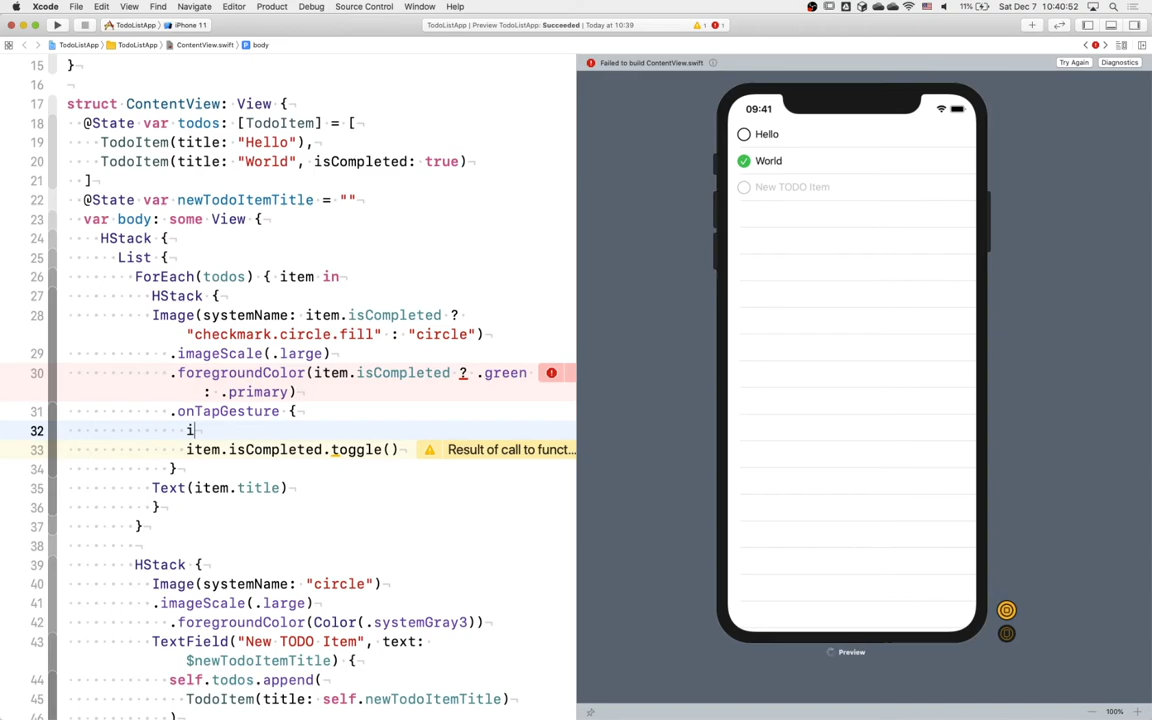 Xcode File Edit View Find Navigate Editor Product Debug Source Control Window Help 11% Sat Dec 7 10:40:52
TodoListApp iPhone 11 TodoListApp | Preview TodoListApp: Succeeded | Today at 10:39 1 1
TodoListApp TodoListApp ContentView.swift body
Failed to build ContentView.swift Try Again Diagnostics
15 }
16
17 struct ContentView: View {
18 @State var todos: [TodoItem] = [
19 TodoItem(title: "Hello"),
20 TodoItem(title: "World", isCompleted: true)
21 ]
22 @State var newTodoItemTitle = ""
23 var body: some View {
24 HStack {
25 List {
26 ForEach(todos) { item in
27 HStack {
28 Image(systemName: item.isCompleted ?
"checkmark.circle.fill" : "circle")
29 .imageScale(.large)
30 .foregroundColor(item.isCompleted ? .green
: .primary)
31 .onTapGesture {
32 i
33 item.isCompleted.toggle() Result of call to funct...
34 }
35 Text(item.title)
36 }
37 }
38
39 HStack {
40 Image(systemName: "circle")
41 .imageScale(.large)
42 .foregroundColor(Color(.systemGray3))
43 TextField("New TODO Item", text:
$newTodoItemTitle) {
44 self.todos.append(
45 TodoItem(title: self.newTodoItemTitle)
)
09:41
Hello
World
New TODO Item
Preview
100%